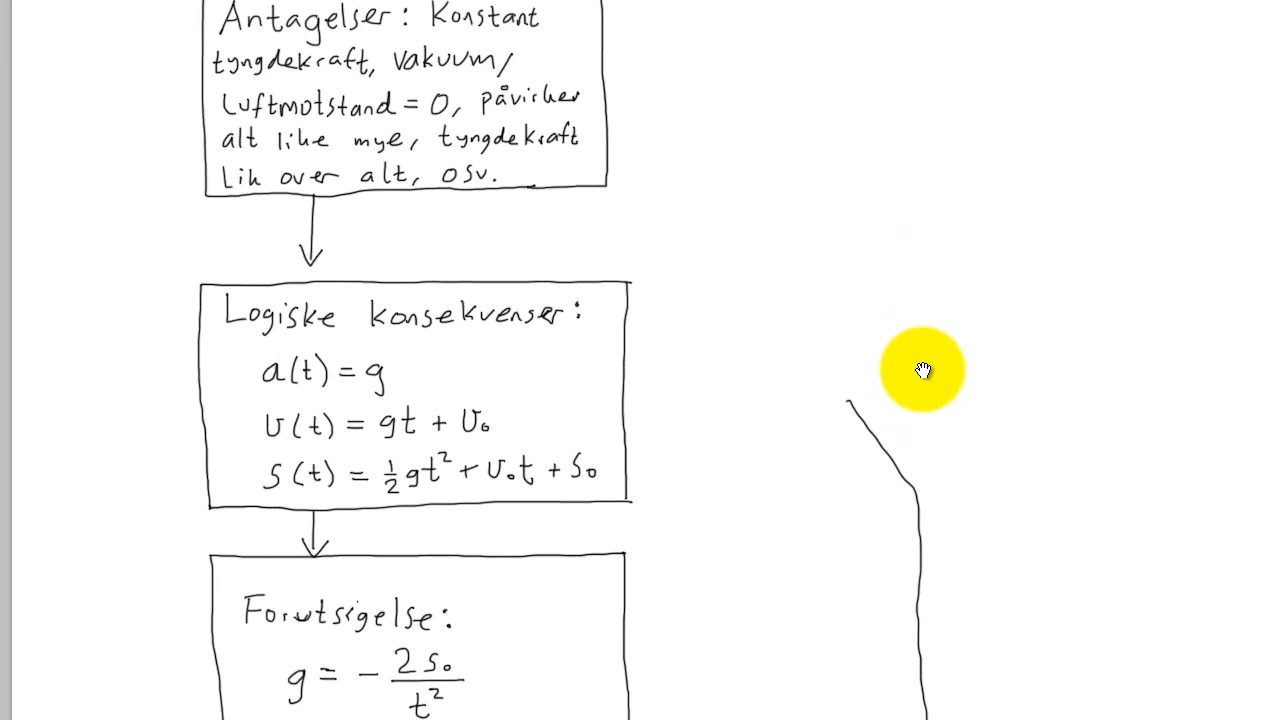 Antagelser: Konstant
tyngdekraft, vakuum/
Luftmotstand = 0, påvirker
alt like mye, tyngdekraft
Lik over alt, osv.
Logiske konsekvenser:
a(t) = g
v(t) = gt + v₀
s(t) = ½gt² + v₀t + s₀
Forutsigelse:
g = - 2s₀/t²